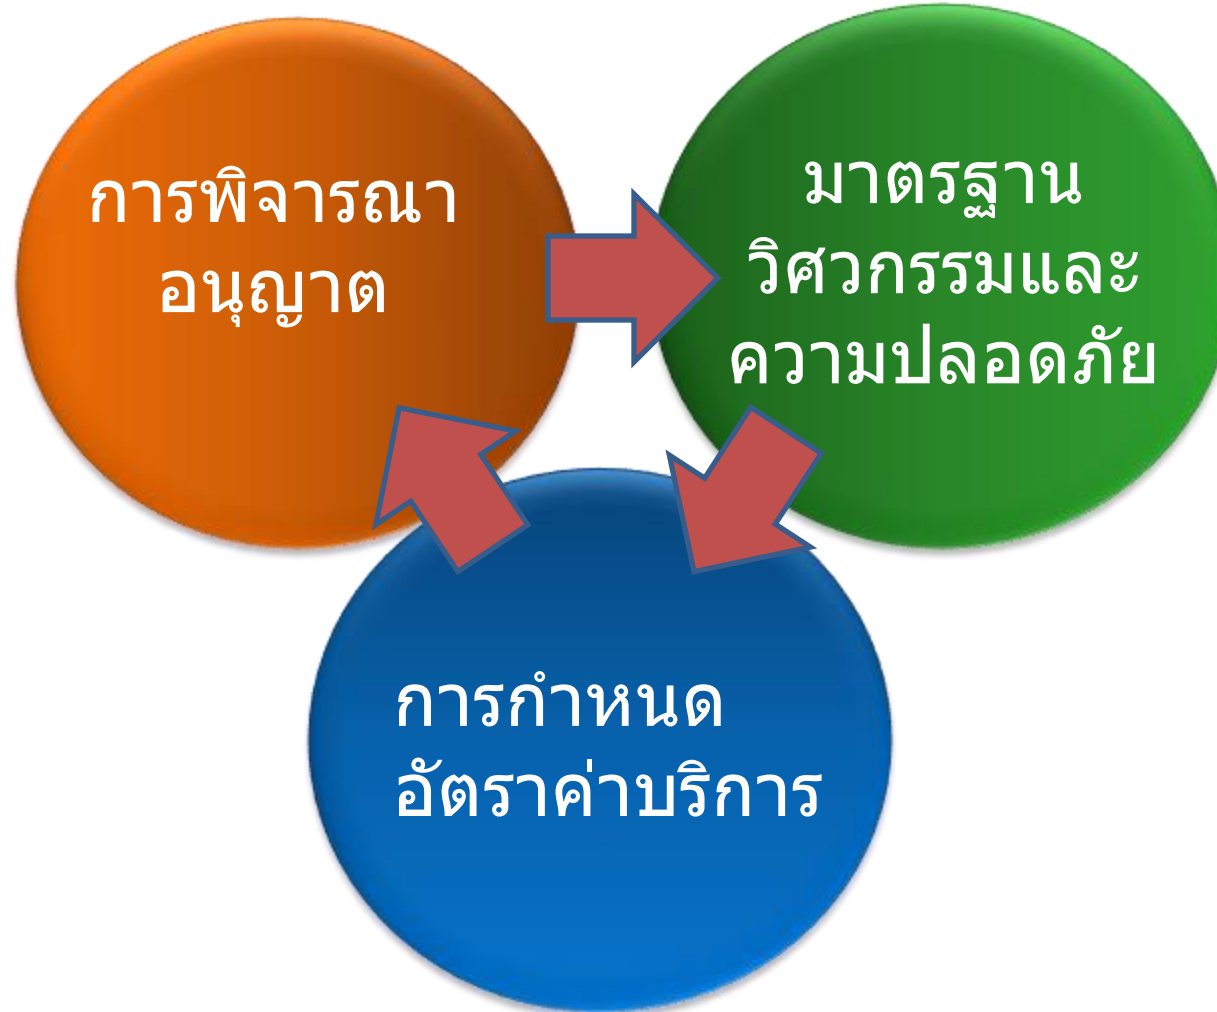 การพิจารณา
อนุญาต
มาตรฐาน
วิศวกรรมและ
ความปลอดภัย
การกำหนด
อัตราค่าบริการ